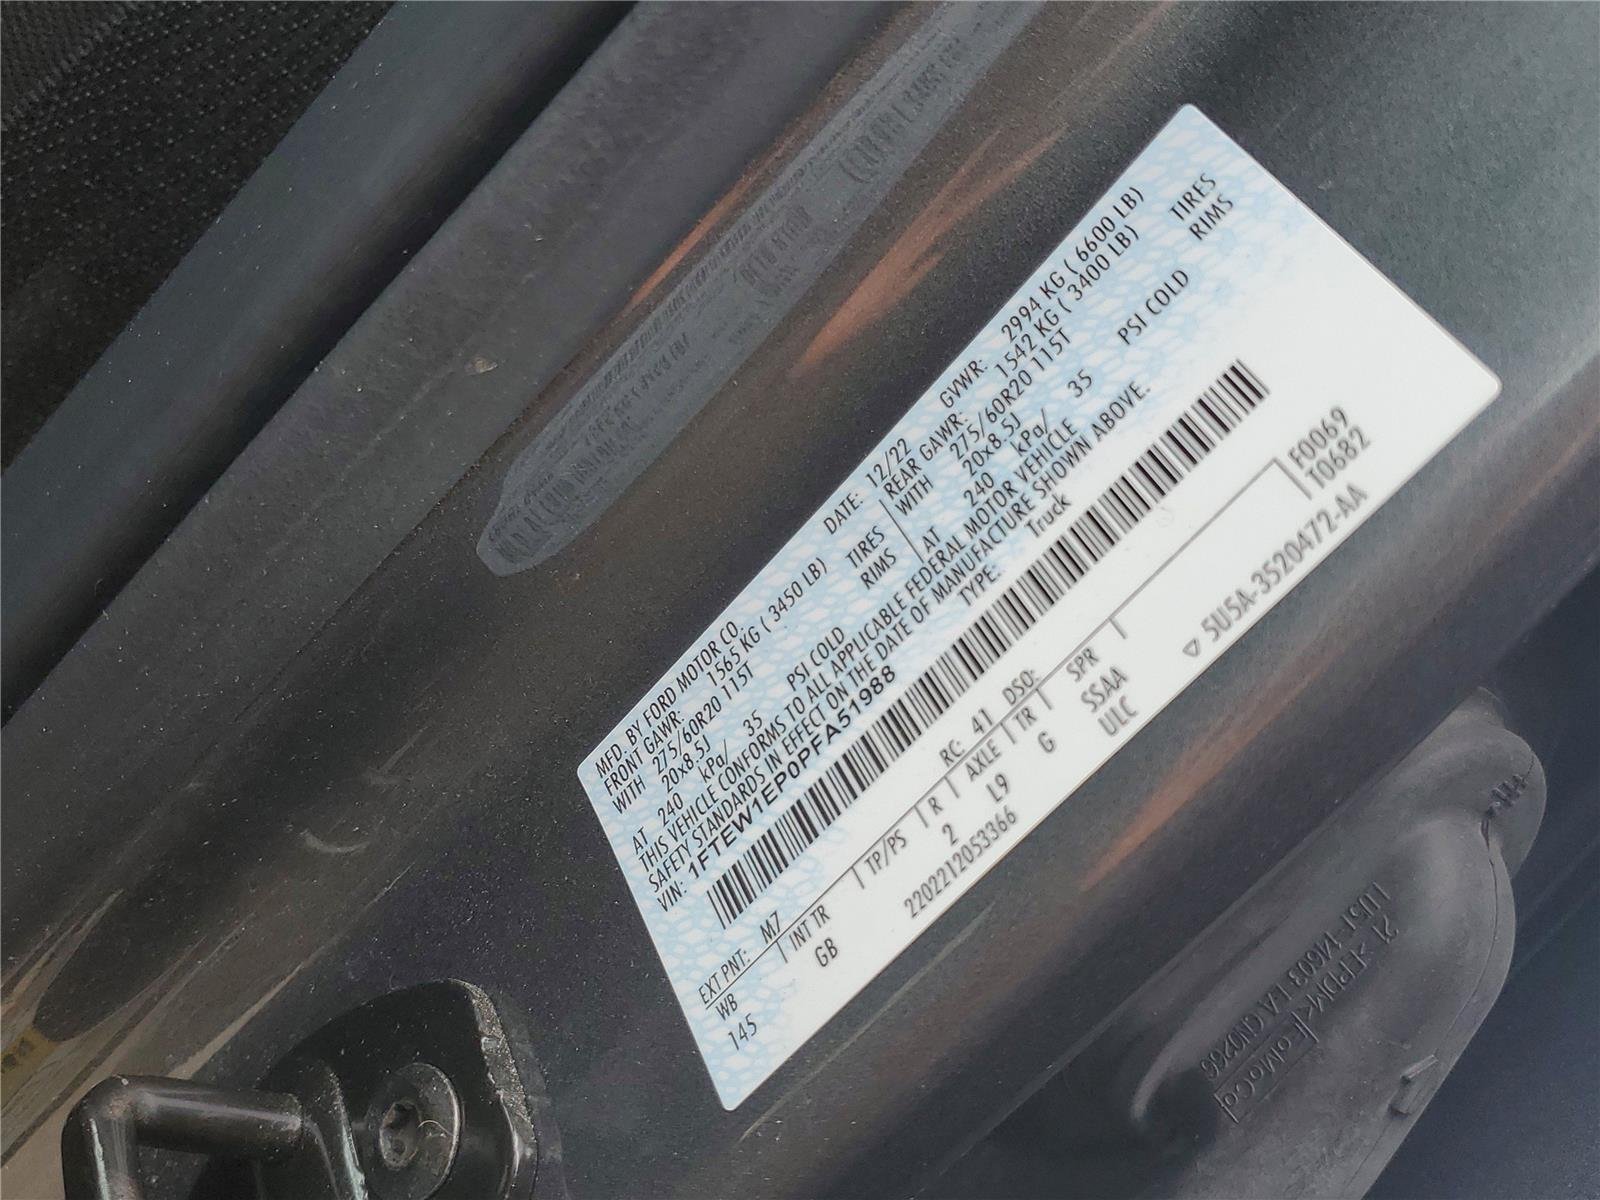 MFD. BY FORD MOTOR CO. DATE: 12/22 GVWR: 2994 KG ( 6600 LB)
FRONT GAWR: 1565 KG ( 3450 LB) REAR GAWR: 1542 KG ( 3400 LB)
WITH 275/60R20 115T TIRES WITH 275/60R20 115T TIRES
20x8.5J RIMS 20x8.5J RIMS
AT 240 kPa/ 35 PSI COLD AT 240 kPa/ 35 PSI COLD
THIS VEHICLE CONFORMS TO ALL APPLICABLE FEDERAL MOTOR VEHICLE
SAFETY STANDARDS IN EFFECT ON THE DATE OF MANUFACTURE SHOWN ABOVE.
VIN: 1FTEW1EP0PFA51988 TYPE: Truck
EXT PNT: M7 RC: 41 DSO: F0069
WB INT TR TP/PS R AXLE TR SPR T0682
145 GB 2 L9 G SSAA
2202212053366 ULC
▽ 5U5A-3520472-AA
21 >EPDM< FoMoCo